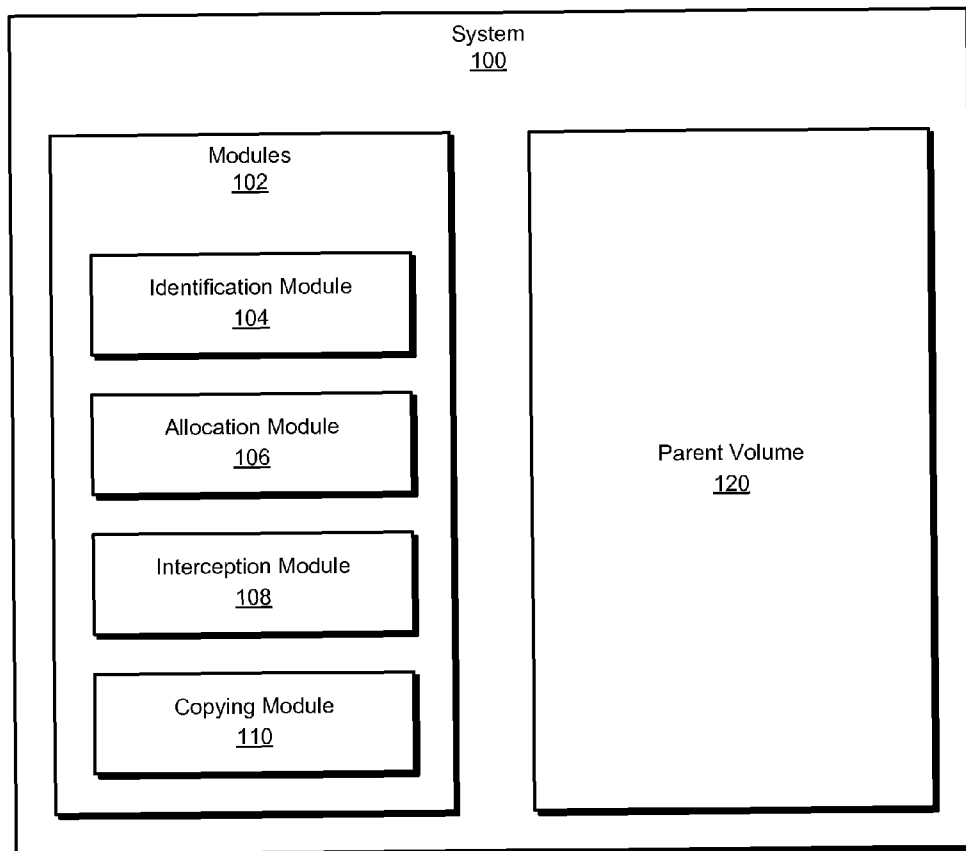 System
100
Modules
102
Identification Module
104
Allocation Module
106
Interception Module
108
Copying Module
110
Parent Volume
120